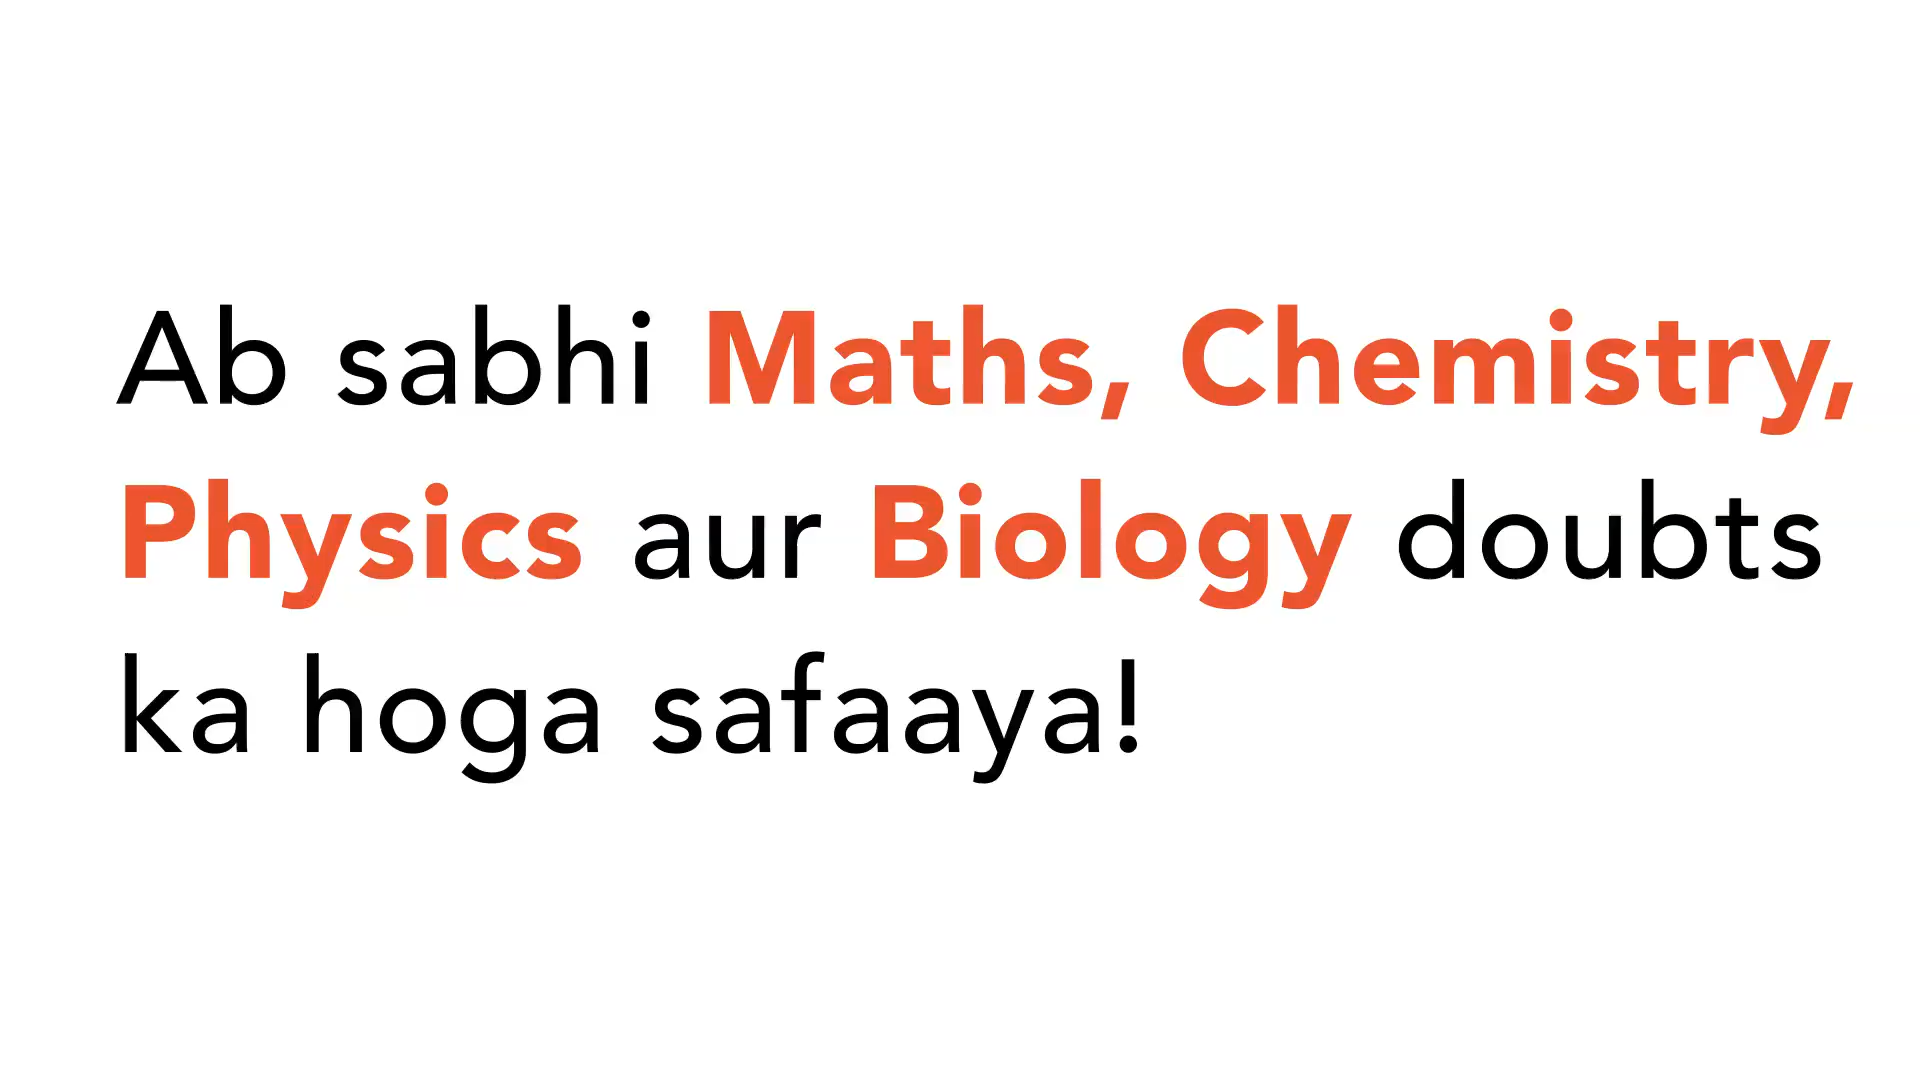 Ab sabhi Maths, Chemistry,
Physics aur Biology doubts
ka hoga safaaya!